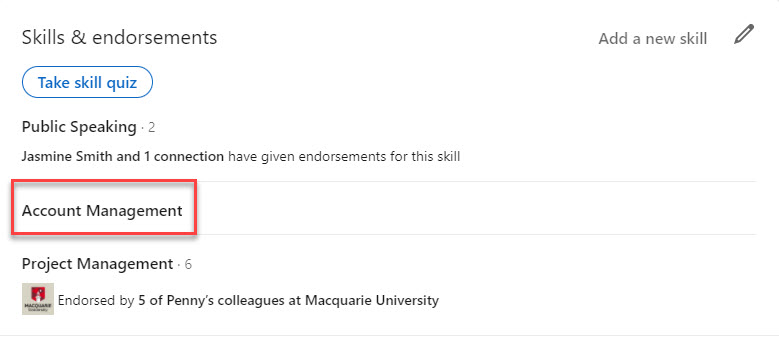 Skills & endorsements
Add a new skill
Take skill quiz
Public Speaking · 2
Jasmine Smith and 1 connection have given endorsements for this skill
Account Management
Project Management · 6
MACQUARIE
University
Endorsed by 5 of Penny's colleagues at Macquarie University